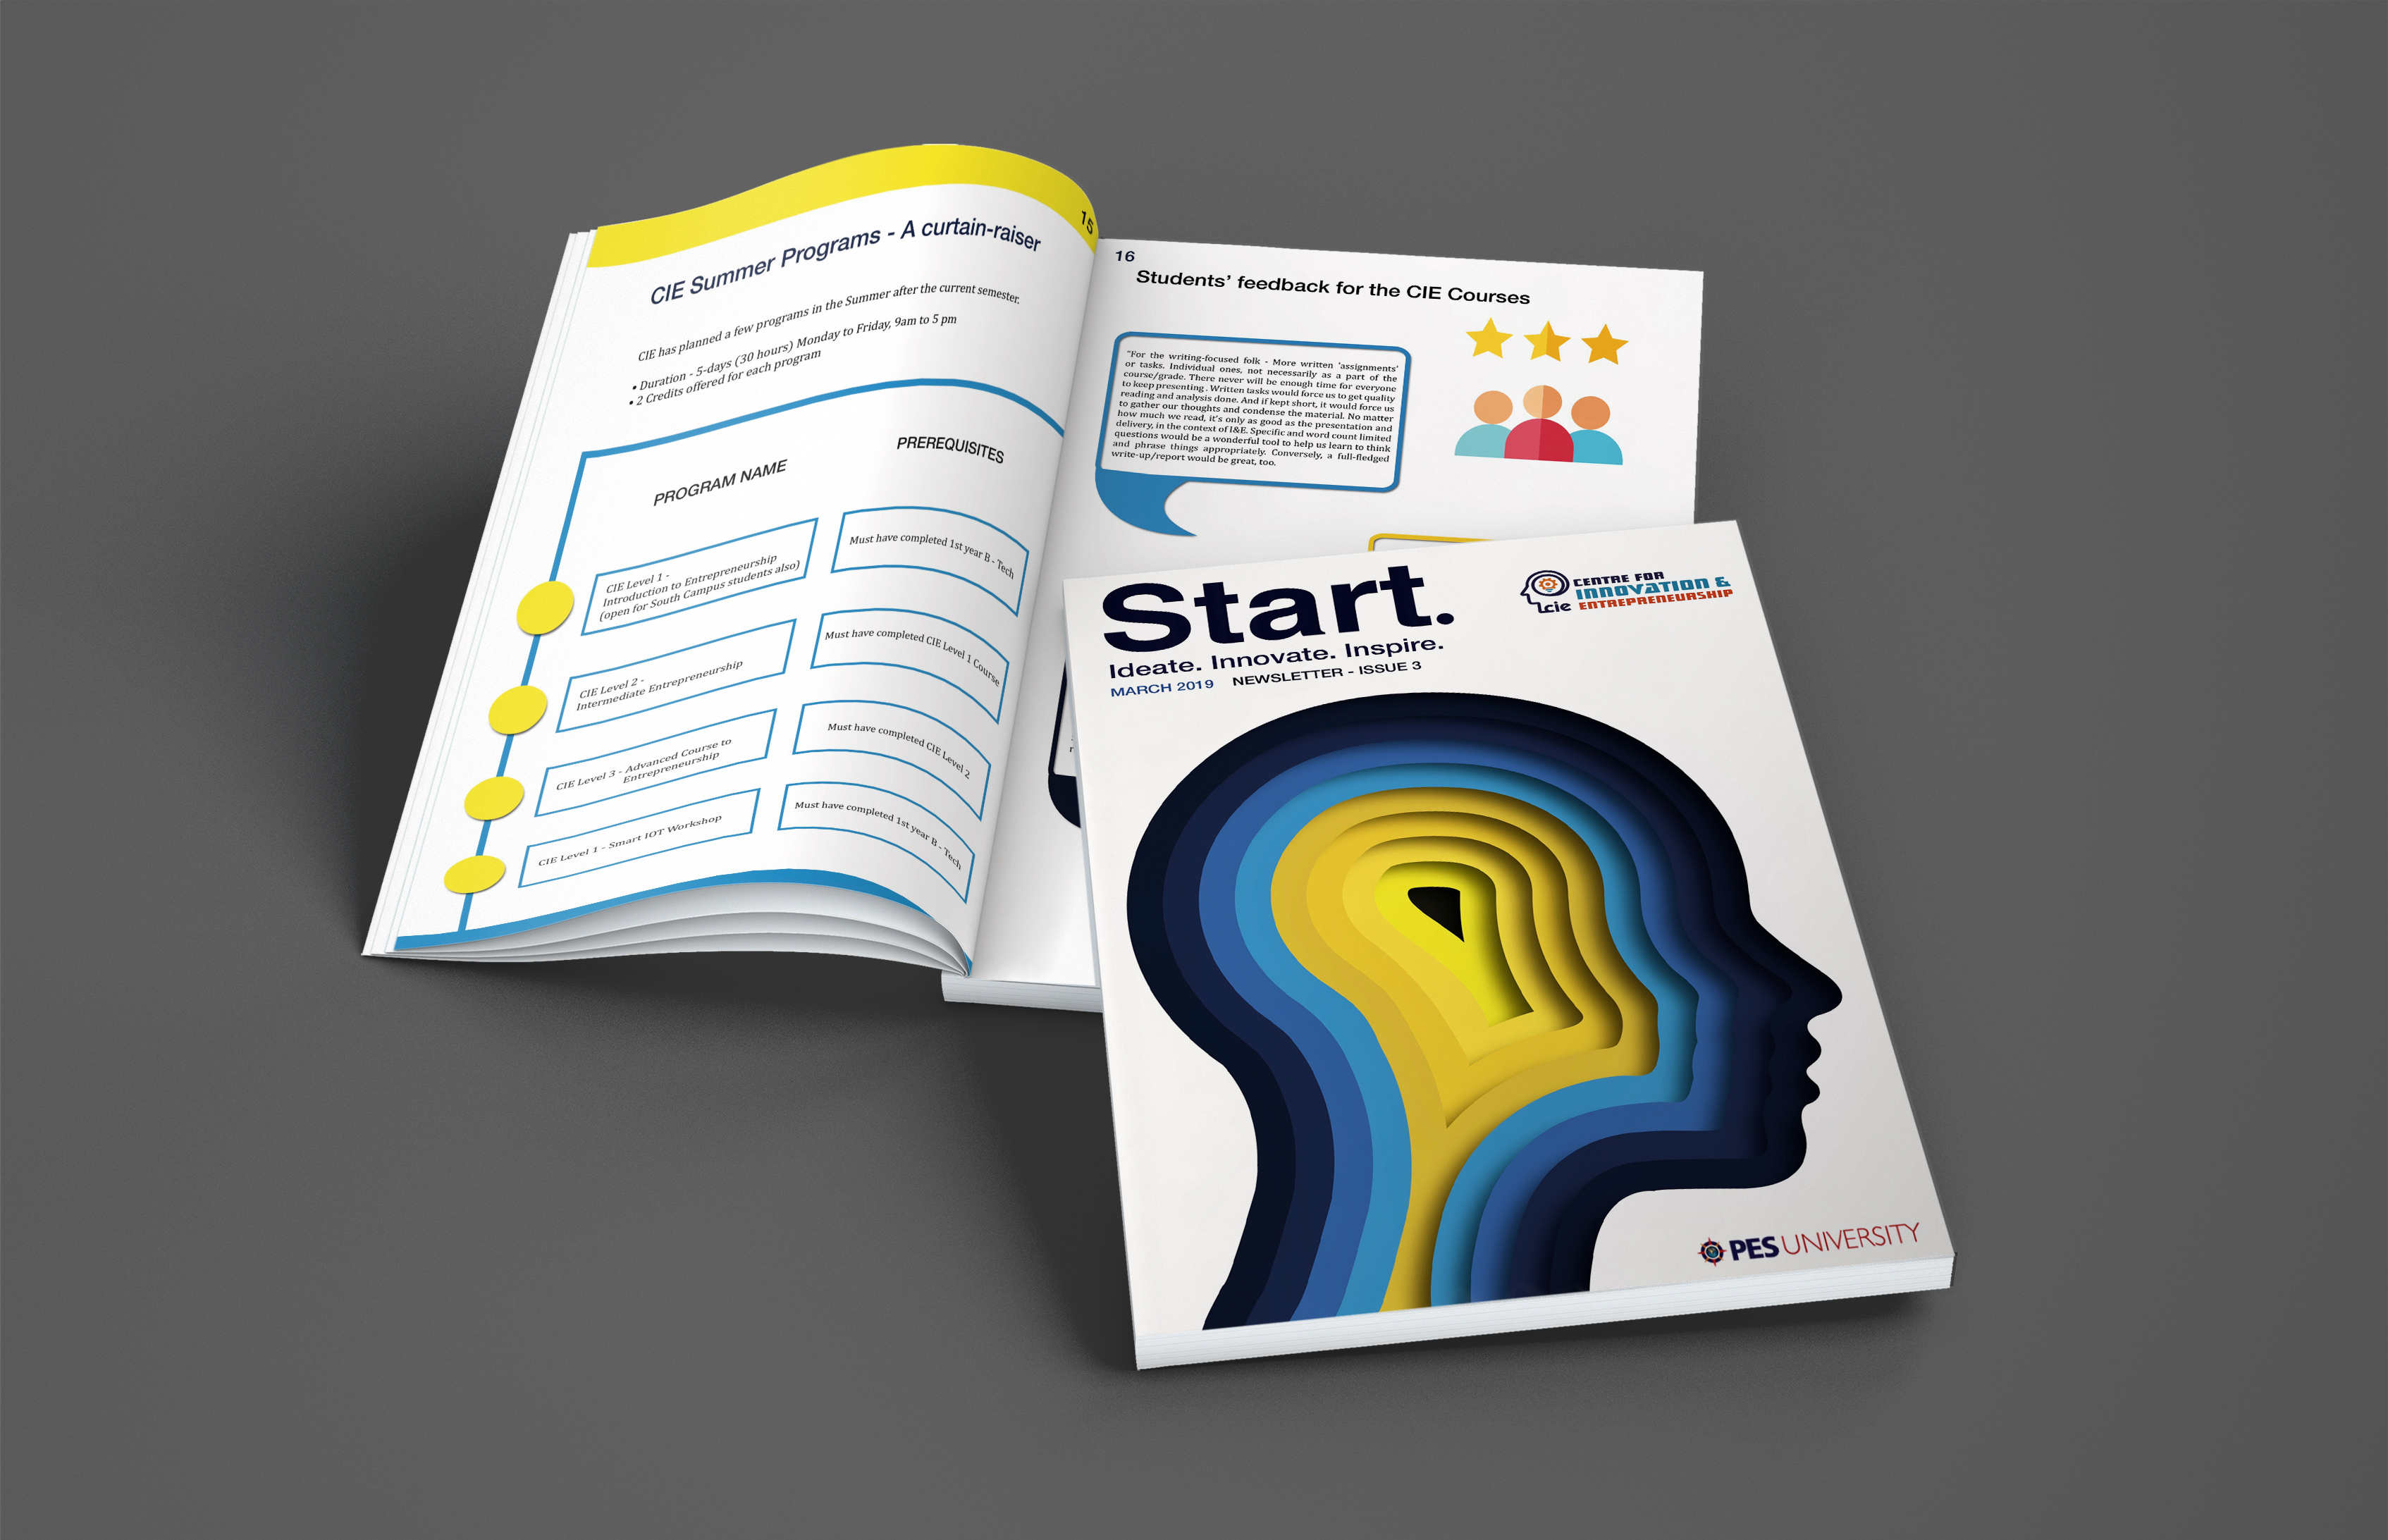 15
CIE Summer Programs - A curtain-raiser
CIE has planned a few programs in the Summer after the current semester.
• Duration - 5-days (30 hours) Monday to Friday, 9am to 5 pm
• 2 Credits offered for each program
PROGRAM NAME
PREREQUISITES
CIE Level 1 -
Introduction to Entrepreneurship
(open for South Campus students also)
Must have completed 1st year B - Tech
CIE Level 2 -
Intermediate Entrepreneurship
Must have completed CIE Level 1 Course
CIE Level 3 - Advanced Course to
Entrepreneurship
Must have completed CIE Level 2
CIE Level 1 - Smart IOT Workshop
Must have completed 1st year B - Tech
16
Students’ feedback for the CIE Courses
"For the writing-focused folk - More written 'assignments'
or tasks. Individual ones, not necessarily as a part of the
course/grade. There never will be enough time for everyone
to keep presenting . Written tasks would force us to get quality
reading and analysis done. And if kept short, it would force us
to gather our thoughts and condense the material. No matter
how much we read, it's only as good as the presentation and
delivery, in the context of I&E. Specific and word count limited
questions would be a wonderful tool to help us learn to think
and phrase things appropriately. Conversely, a full-fledged
write-up/report would be great, too.
Start.
Ideate. Innovate. Inspire.
MARCH 2019 NEWSLETTER - ISSUE 3
cie
CENTRE FOR
INNOVATION &
ENTREPRENEURSHIP
PES UNIVERSITY